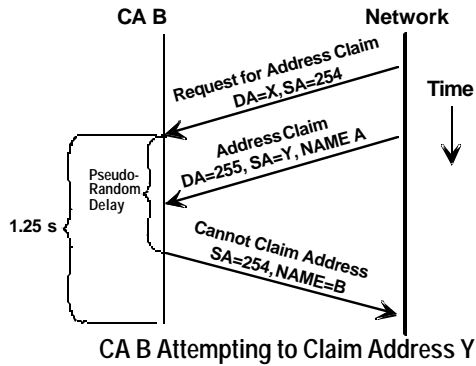 CA B
Network
Request for Address Claim
DA=X, SA=254
Time
Address Claim
DA=255, SA=Y, NAME A
Pseudo-
Random
Delay
1.25 s
Cannot Claim Address
SA=254, NAME=B
CA B Attempting to Claim Address Y